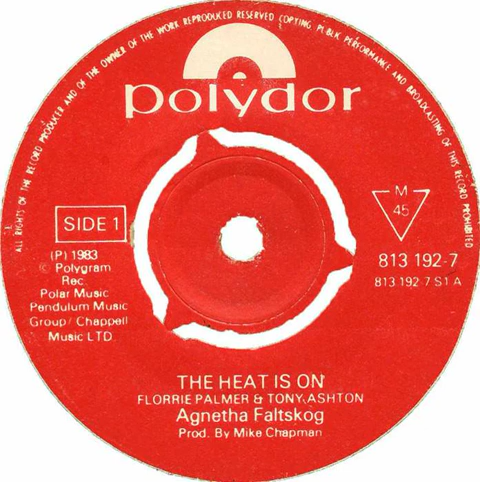 ALL RIGHTS OF THE RECORD PRODUCER AND OF THE OWNER OF THE WORK REPRODUCED RESERVED COPYING, PUBLIC PERFORMANCE AND BROADCASTING OF THIS RECORD PROHIBITED
polydor
SIDE 1
(P) 1983
© Polygram
Rec.
Polar Music
Pendulum Music
Group/Chappell
Music LTD.
M
45
813 192-7
813 192-7 S1 A
THE HEAT IS ON
FLORRIE PALMER & TONY ASHTON
Agnetha Faltskog
Prod. By Mike Chapman